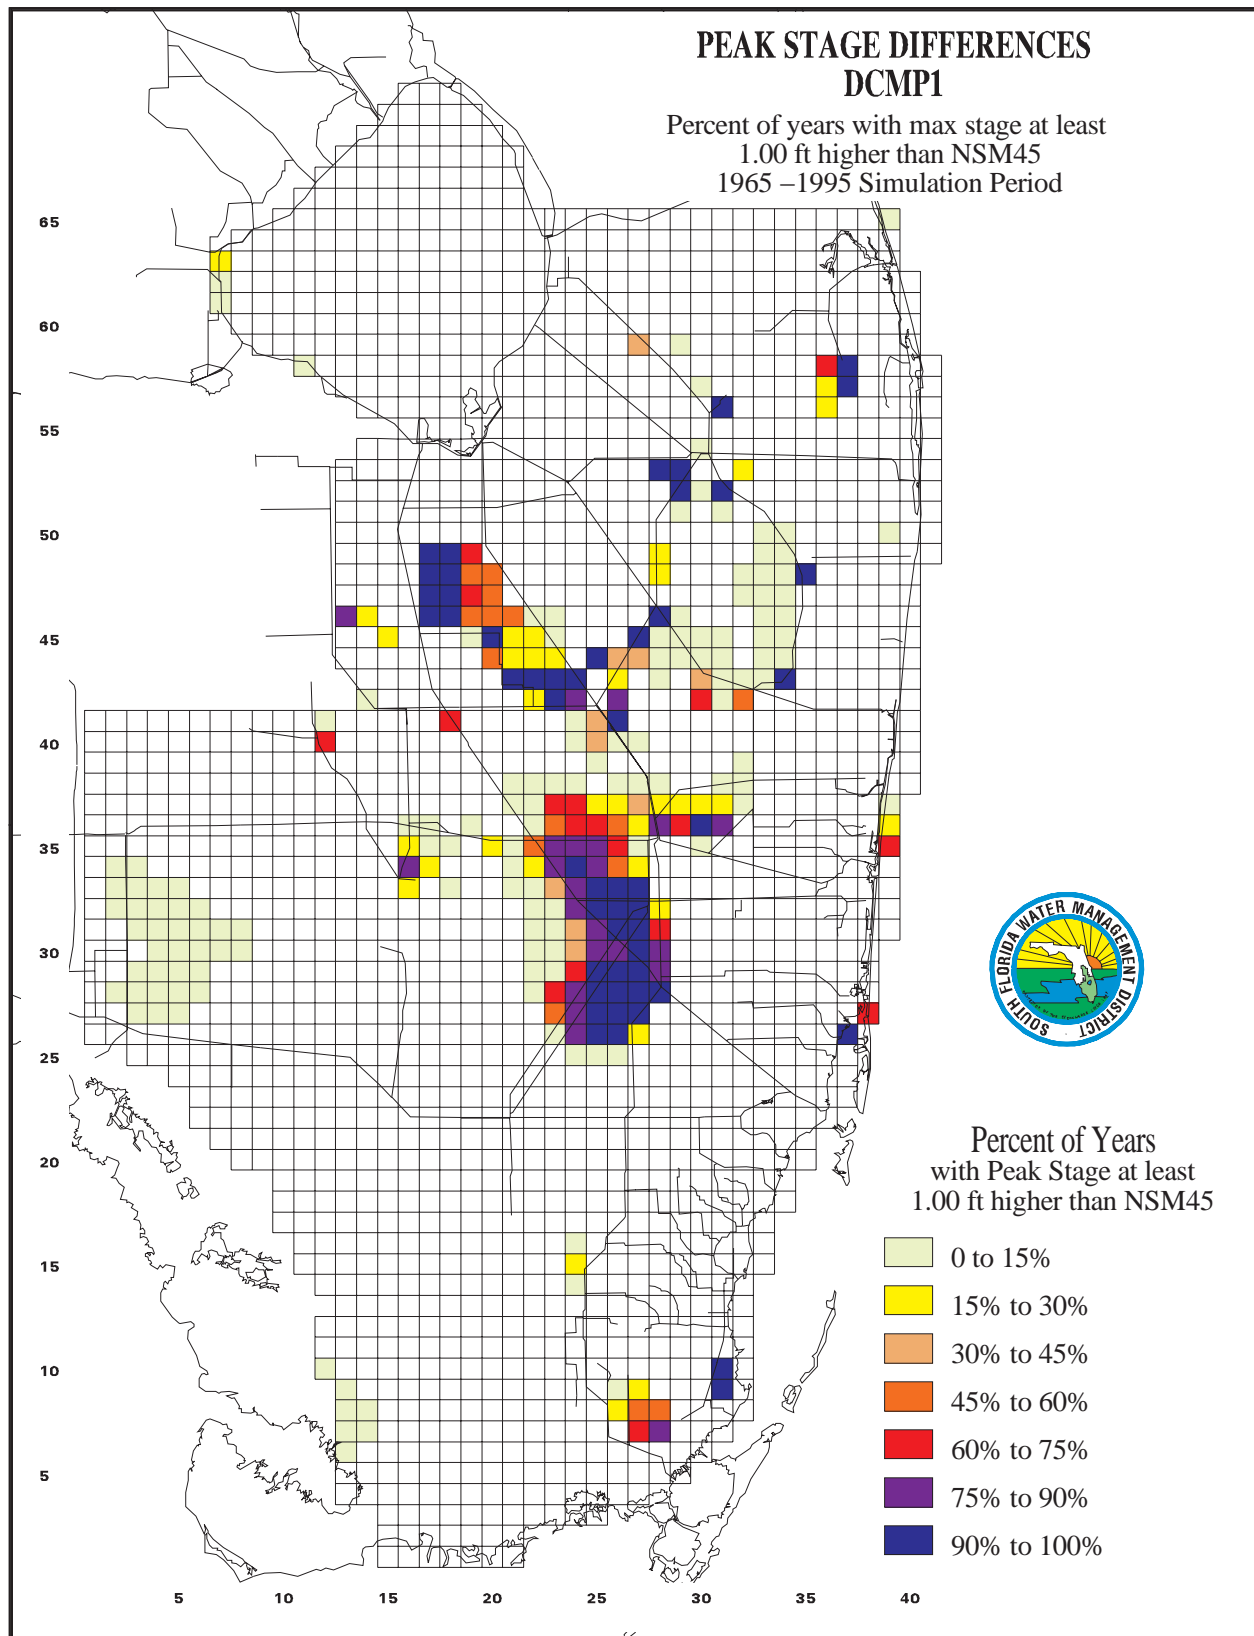 PEAK STAGE DIFFERENCES
DCMP1
Percent of years with max stage at least
1.00 ft higher than NSM45
1965 –1995 Simulation Period
65
60
55
50
45
40
35
30
25
20
15
10
5
5
10
15
20
25
30
35
40
SOUTH FLORIDA WATER MANAGEMENT DISTRICT
Percent of Years
with Peak Stage at least
1.00 ft higher than NSM45
0 to 15%
15% to 30%
30% to 45%
45% to 60%
60% to 75%
75% to 90%
90% to 100%